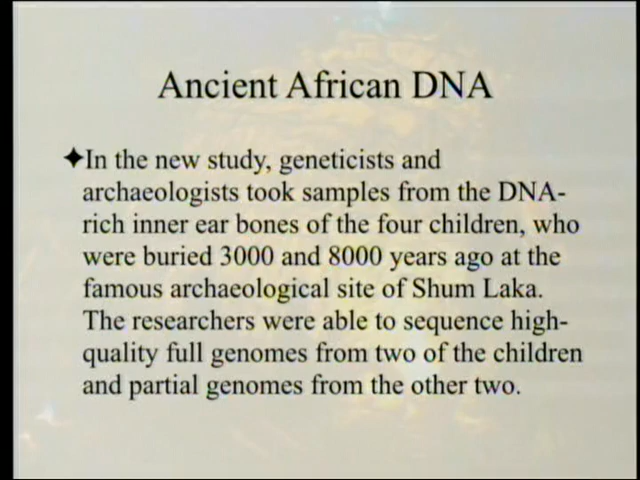 Ancient African DNA
✦In the new study, geneticists and
archaeologists took samples from the DNA-
rich inner ear bones of the four children, who
were buried 3000 and 8000 years ago at the
famous archaeological site of Shum Laka.
The researchers were able to sequence high-
quality full genomes from two of the children
and partial genomes from the other two.